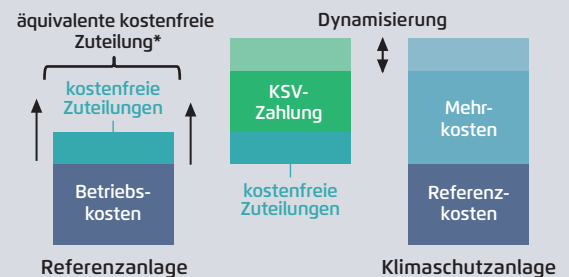 äquivalente kostenfreie
Zuteilung*
Dynamisierung
kostenfreie
Zuteilungen
KSV-
Zahlung
Mehr-
kosten
Betriebs-
kosten
kostenfreie
Zuteilungen
Referenz-
kosten
Referenzanlage
Klimaschutzanlage